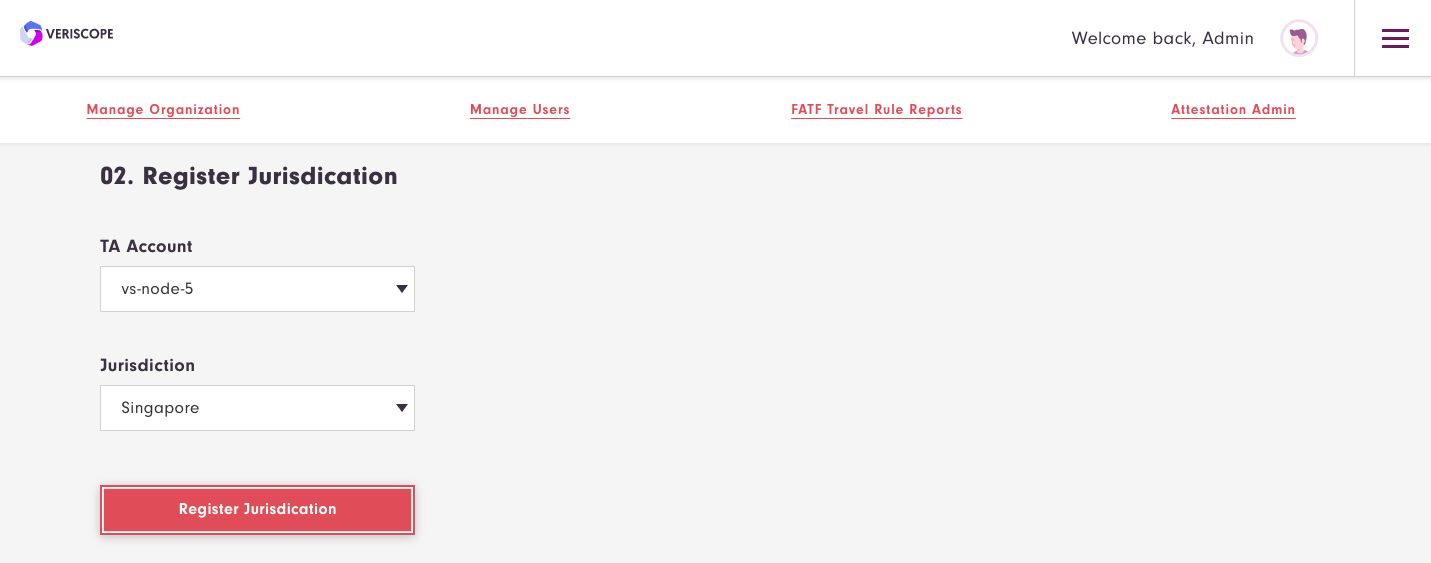 VERISCOPE
Welcome back, Admin
Manage Organization
Manage Users
FATF Travel Rule Reports
Attestation Admin
02. Register Jurisdication
TA Account
vs-node-5
Jurisdiction
Singapore
Register Jurisdication